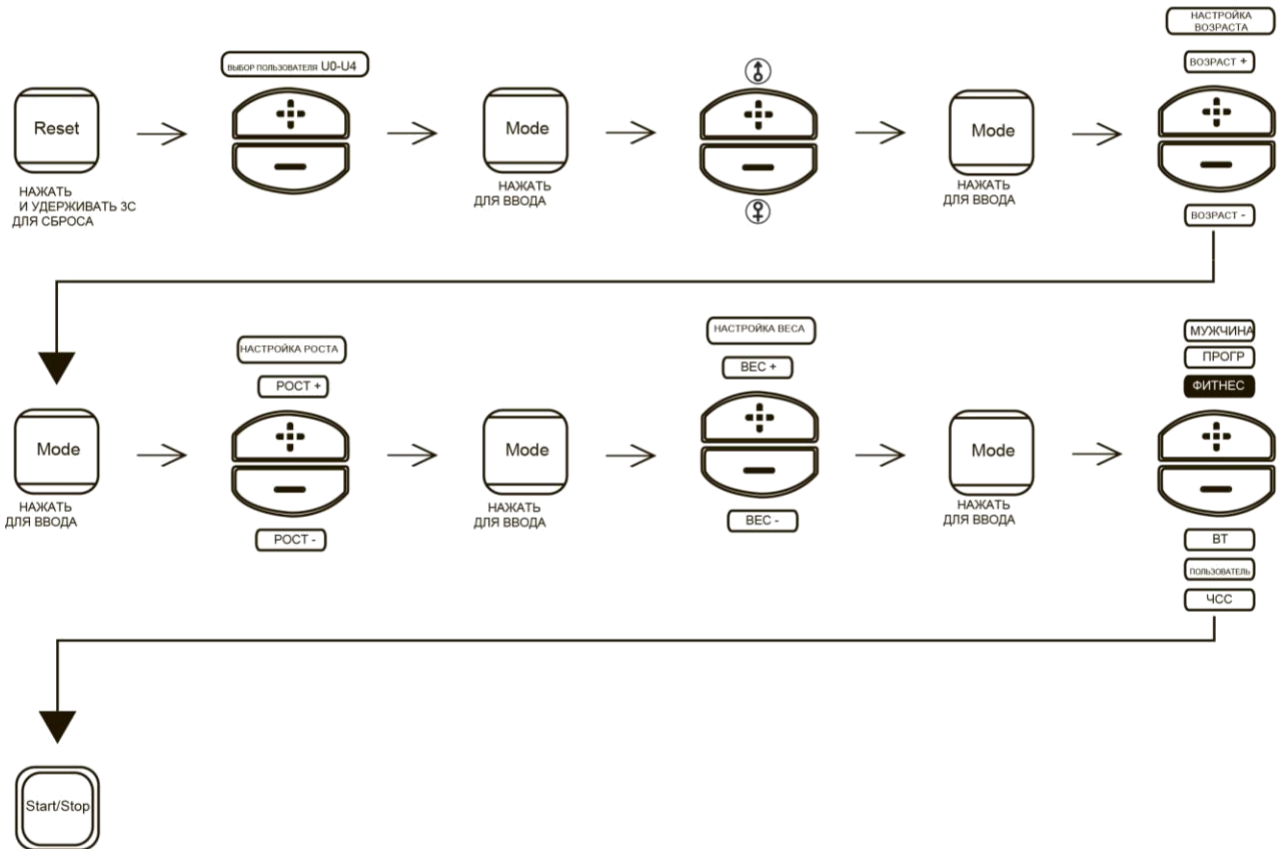 НАСТРОЙКА
ВОЗРАСТА
ВЫБОР ПОЛЬЗОВАТЕЛЯ U0-U4
ВОЗРАСТ +
Reset
Mode
Mode
НАЖАТЬ
И УДЕРЖИВАТЬ 3С
ДЛЯ СБРОСА
НАЖАТЬ
ДЛЯ ВВОДА
НАЖАТЬ
ДЛЯ ВВОДА
ВОЗРАСТ -
НАСТРОЙКА РОСТА
РОСТ +
НАСТРОЙКА ВЕСА
ВЕС +
МУЖЧИНА
ПРОГР
ФИТНЕС
Mode
Mode
Mode
НАЖАТЬ
ДЛЯ ВВОДА
РОСТ -
НАЖАТЬ
ДЛЯ ВВОДА
ВЕС -
НАЖАТЬ
ДЛЯ ВВОДА
ВТ
ПОЛЬЗОВАТЕЛЬ
ЧСС
Start/Stop